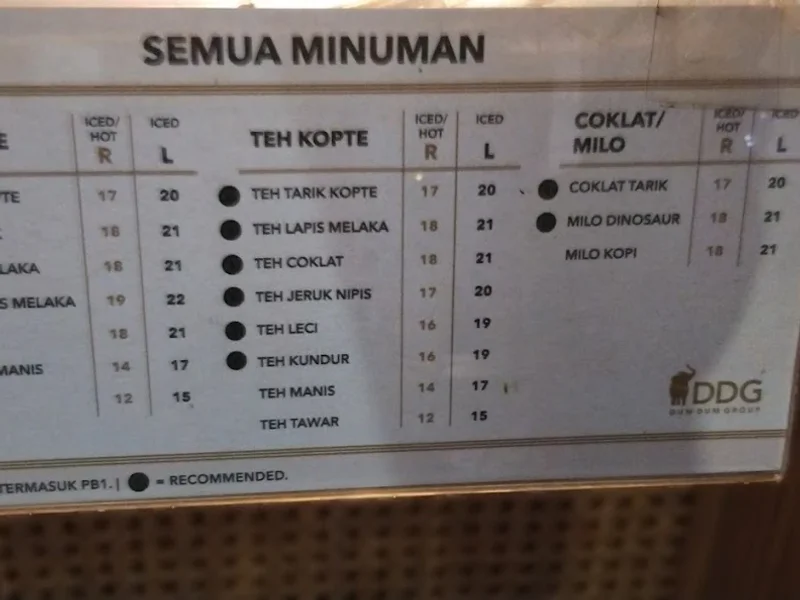 SEMUA MINUMAN
E ICED/HOT R ICED L
TE 17 20
18 21
LAKA 18 21
S MELAKA 19 22
18 21
MANIS 14 17
12 15
TEH KOPTE ICED/HOT R ICED L
TEH TARIK KOPTE 17 20
TEH LAPIS MELAKA 18 21
TEH COKLAT 18 21
TEH JERUK NIPIS 17 20
TEH LECI 16 19
TEH KUNDUR 16 19
TEH MANIS 14 17
TEH TAWAR 12 15
COKLAT/MILO ICED/HOT R ICED L
COKLAT TARIK 17 20
MILO DINOSAUR 18 21
MILO KOPI 18 21
DDG
DUM DUM GROUP
TERMASUK PB1. | ● = RECOMMENDED.